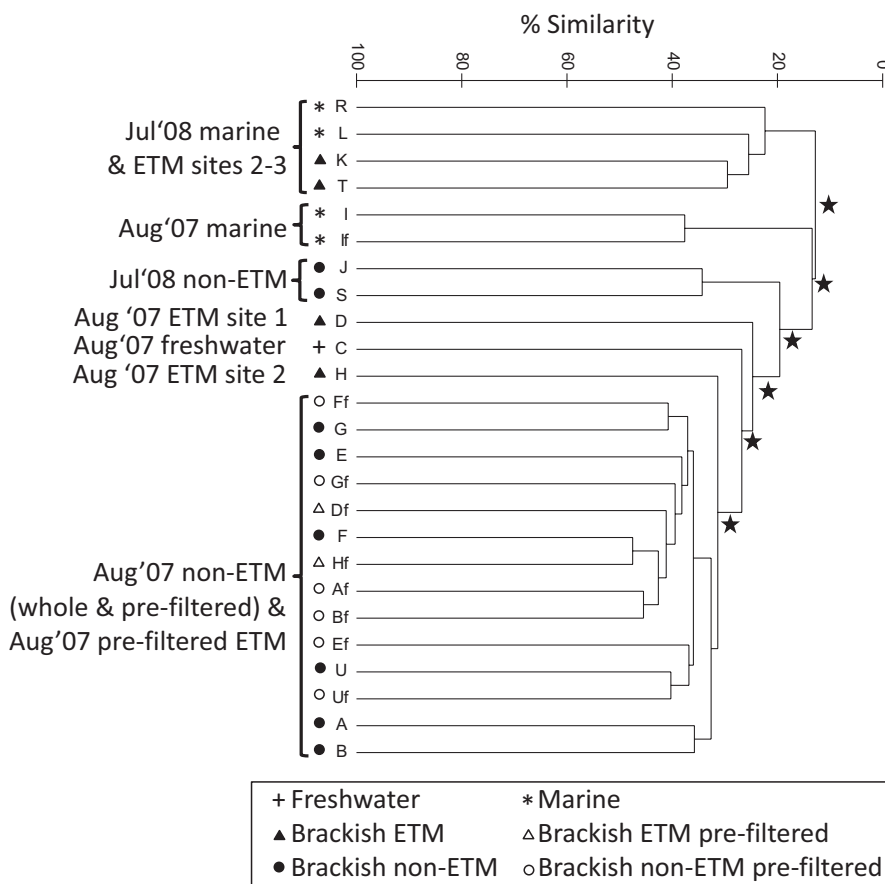 % Similarity
100 80 60 40 20 0
Jul‘08 marine
& ETM sites 2-3
* R
* L
▲ K
▲ T
Aug‘07 marine
* I
* If
Jul‘08 non-ETM
● J
● S
Aug ‘07 ETM site 1 ▲ D
Aug‘07 freshwater + C
Aug ‘07 ETM site 2 ▲ H
Aug’07 non-ETM
(whole & pre-filtered) &
Aug’07 pre-filtered ETM
○ Ff
● G
● E
○ Gf
△ Df
● F
△ Hf
○ Af
○ Bf
○ Ef
● U
○ Uf
● A
● B
+ Freshwater * Marine
▲ Brackish ETM △ Brackish ETM pre-filtered
● Brackish non-ETM ○ Brackish non-ETM pre-filtered